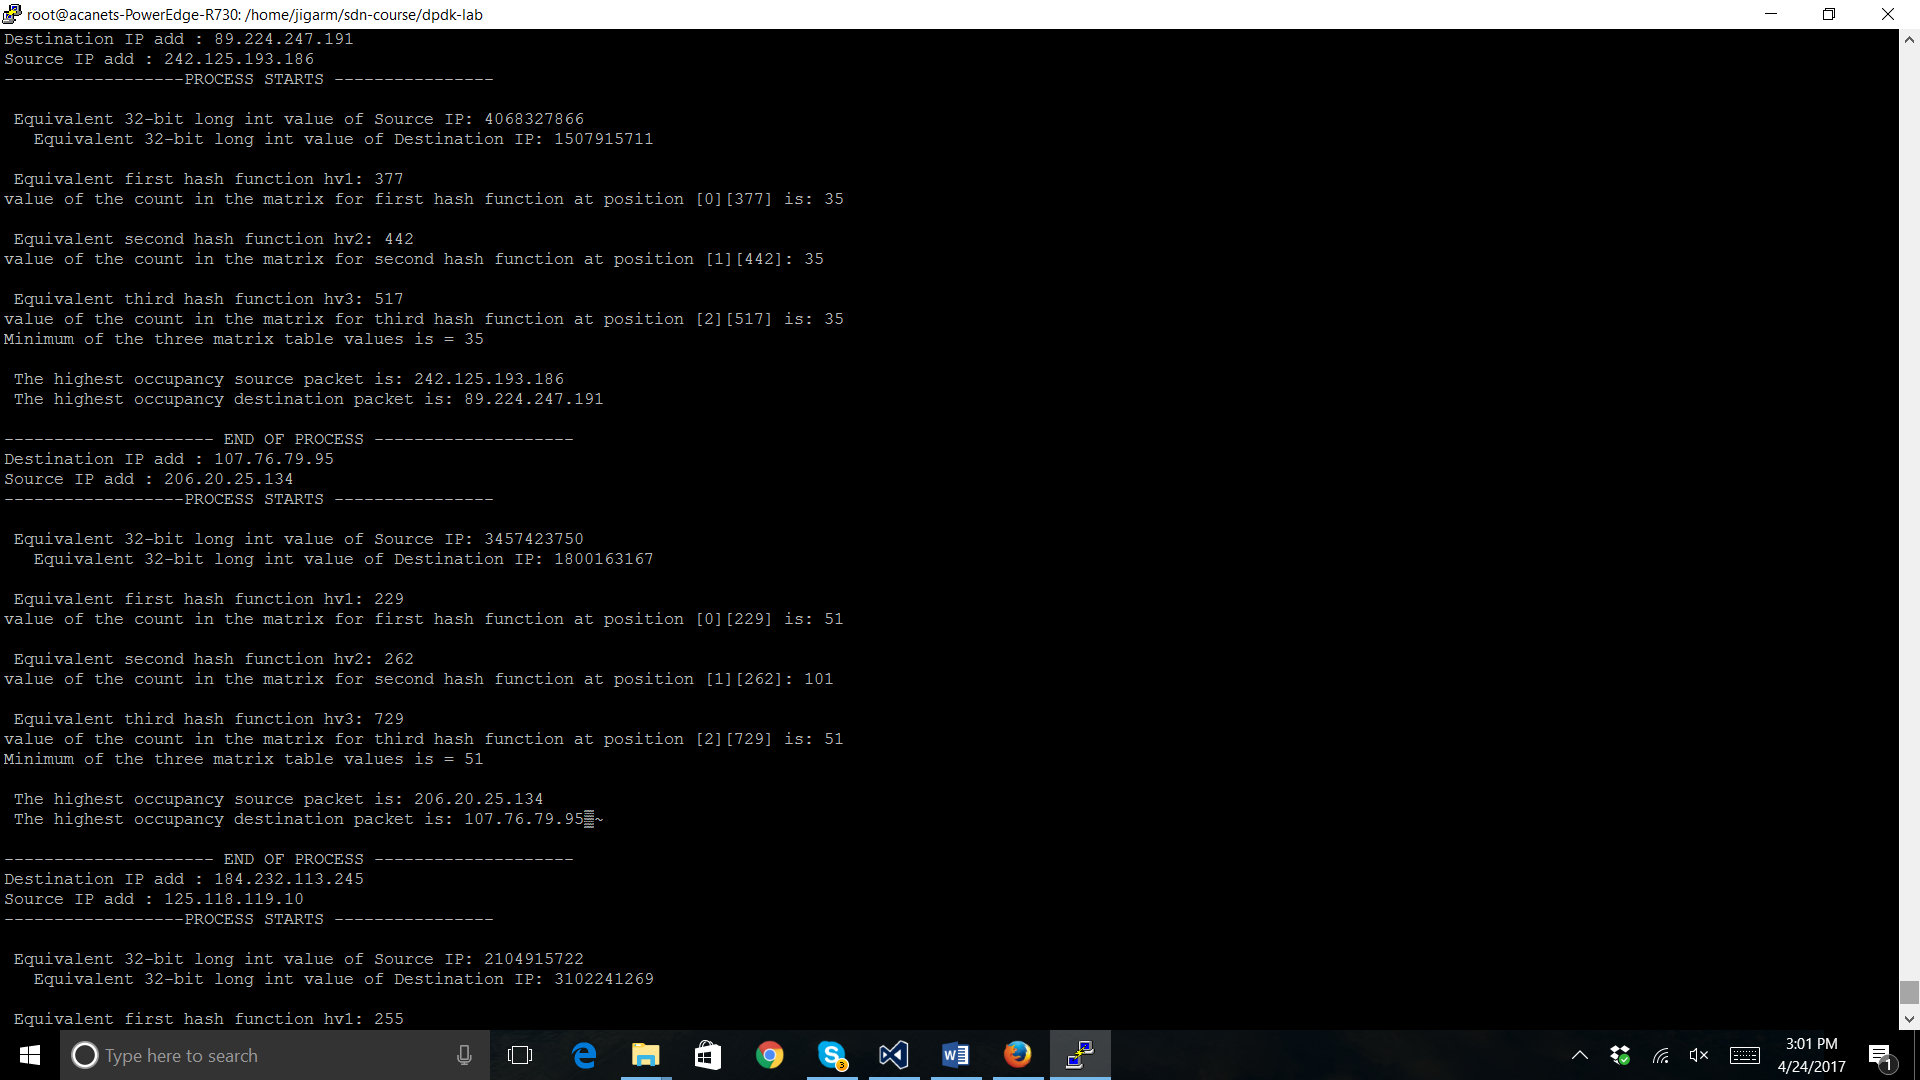 root@acanets-PowerEdge-R730: /home/jigarm/sdn-course/dpdk-lab
Destination IP add : 89.224.247.191
Source IP add : 242.125.193.186
------------------PROCESS STARTS ----------------
Equivalent 32-bit long int value of Source IP: 4068327866
Equivalent 32-bit long int value of Destination IP: 1507915711
Equivalent first hash function hv1: 377
value of the count in the matrix for first hash function at position [0][377] is: 35
Equivalent second hash function hv2: 442
value of the count in the matrix for second hash function at position [1][442]: 35
Equivalent third hash function hv3: 517
value of the count in the matrix for third hash function at position [2][517] is: 35
Minimum of the three matrix table values is = 35
The highest occupancy source packet is: 242.125.193.186
The highest occupancy destination packet is: 89.224.247.191
--------------------- END OF PROCESS --------------------
Destination IP add : 107.76.79.95
Source IP add : 206.20.25.134
------------------PROCESS STARTS ----------------
Equivalent 32-bit long int value of Source IP: 3457423750
Equivalent 32-bit long int value of Destination IP: 1800163167
Equivalent first hash function hv1: 229
value of the count in the matrix for first hash function at position [0][229] is: 51
Equivalent second hash function hv2: 262
value of the count in the matrix for second hash function at position [1][262]: 101
Equivalent third hash function hv3: 729
value of the count in the matrix for third hash function at position [2][729] is: 51
Minimum of the three matrix table values is = 51
The highest occupancy source packet is: 206.20.25.134
The highest occupancy destination packet is: 107.76.79.95▒~
--------------------- END OF PROCESS --------------------
Destination IP add : 184.232.113.245
Source IP add : 125.118.119.10
------------------PROCESS STARTS ----------------
Equivalent 32-bit long int value of Source IP: 2104915722
Equivalent 32-bit long int value of Destination IP: 3102241269
Equivalent first hash function hv1: 255
Type here to search
3
3:01 PM
4/24/2017
1